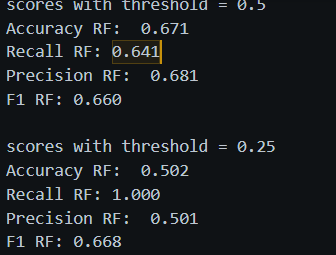 scores with threshold = 0.5
Accuracy RF:  0.671
Recall RF: 0.641
Precision RF:  0.681
F1 RF: 0.660

scores with threshold = 0.25
Accuracy RF:  0.502
Recall RF: 1.000
Precision RF:  0.501
F1 RF: 0.668